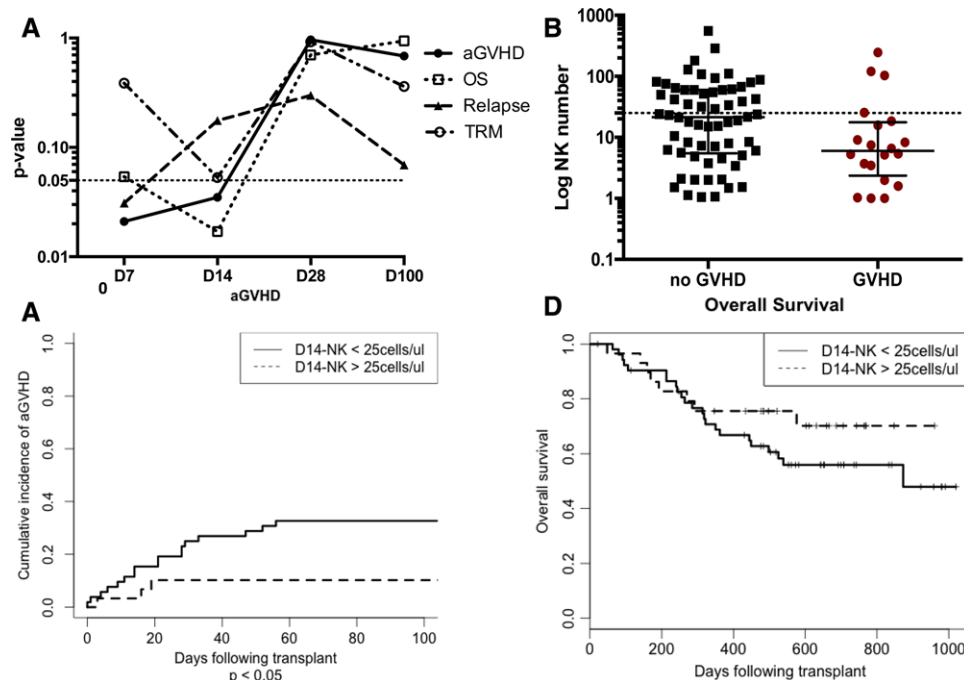 A
1
0.10
0.05
0.01
p-value
0
D7
D14
D28
D100
aGVHD
aGVHD
OS
Relapse
TRM
B
1000
100
10
1
0.1
Log NK number
no GVHD
GVHD
A
1.0
0.8
0.6
0.4
0.2
0.0
Cumulative incidence of aGVHD
D14-NK < 25cells/ul
D14-NK > 25cells/ul
0
20
40
60
80
100
Days following transplant
p < 0.05
D
Overall Survival
1.0
0.8
0.6
0.4
0.2
0.0
Overall survival
D14-NK < 25cells/ul
D14-NK > 25cells/ul
0
200
400
600
800
1000
Days following transplant